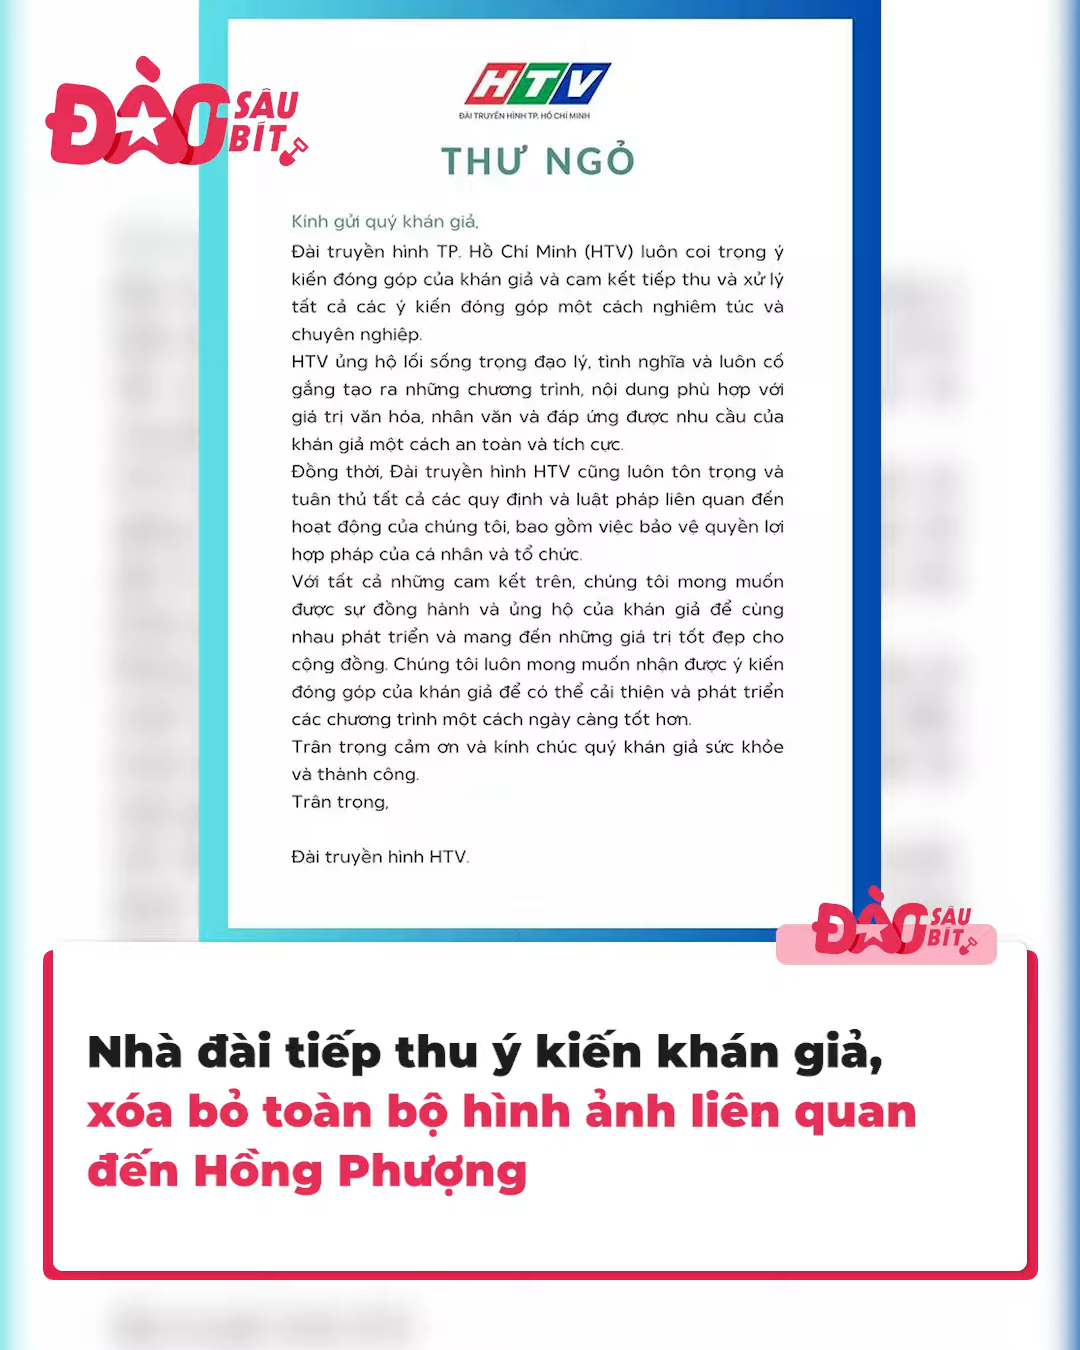 ĐÀO SÂU BÍT
HTV
ĐÀI TRUYỀN HÌNH TP. HỒ CHÍ MINH
THƯ NGỎ
Kính gửi quý khán giả,
Đài truyền hình TP. Hồ Chí Minh (HTV) luôn coi trọng ý
kiến đóng góp của khán giả và cam kết tiếp thu và xử lý
tất cả các ý kiến đóng góp một cách nghiêm túc và
chuyên nghiệp.
HTV ủng hộ lối sống trọng đạo lý, tình nghĩa và luôn cố
gắng tạo ra những chương trình, nội dung phù hợp với
giá trị văn hóa, nhân văn và đáp ứng được nhu cầu của
khán giả một cách an toàn và tích cực.
Đồng thời, Đài truyền hình HTV cũng luôn tôn trọng và
tuân thủ tất cả các quy định và luật pháp liên quan đến
hoạt động của chúng tôi, bao gồm việc bảo vệ quyền lợi
hợp pháp của cá nhân và tổ chức.
Với tất cả những cam kết trên, chúng tôi mong muốn
được sự đồng hành và ủng hộ của khán giả để cùng
nhau phát triển và mang đến những giá trị tốt đẹp cho
cộng đồng. Chúng tôi luôn mong muốn nhận được ý kiến
đóng góp của khán giả để có thể cải thiện và phát triển
các chương trình một cách ngày càng tốt hơn.
Trân trọng cảm ơn và kính chúc quý khán giả sức khỏe
và thành công.
Trân trọng,
Đài truyền hình HTV.
ĐÀO SÂU BÍT
Nhà đài tiếp thu ý kiến khán giả,
xóa bỏ toàn bộ hình ảnh liên quan
đến Hồng Phượng